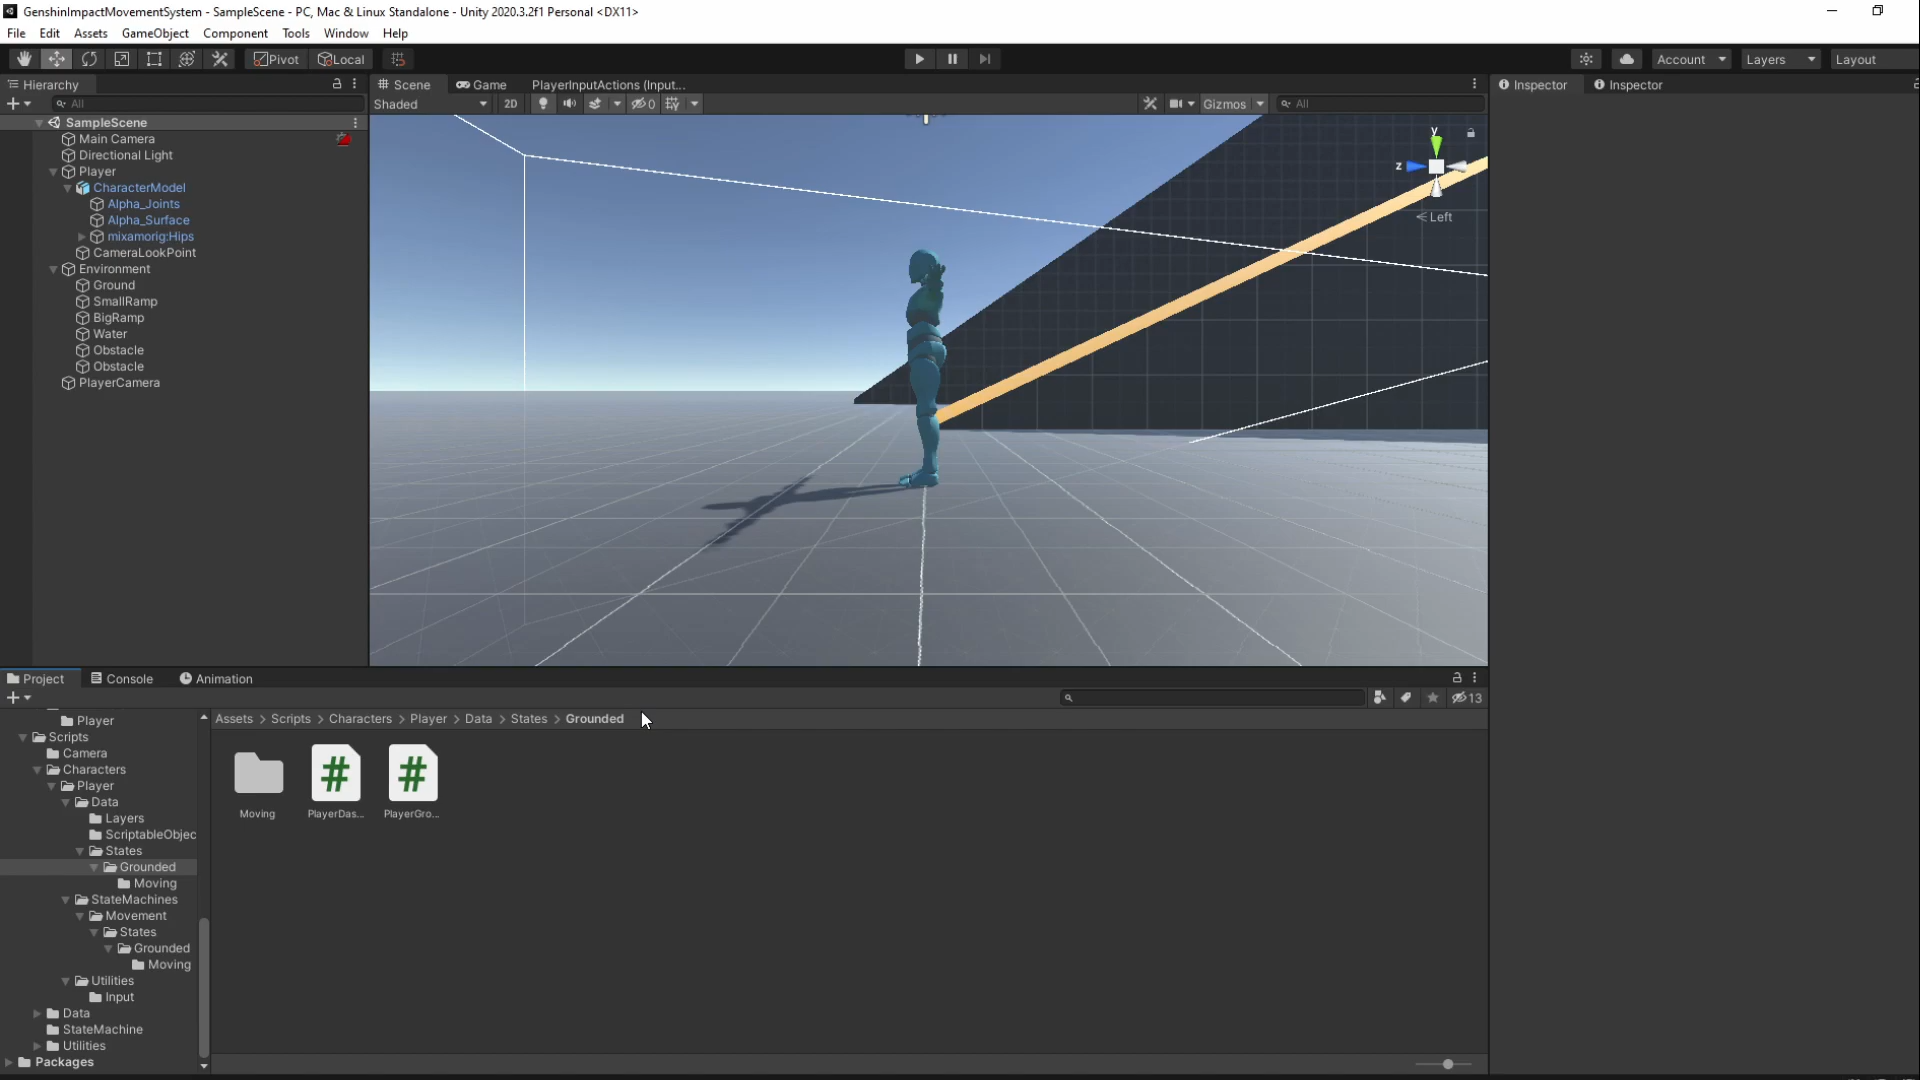 GenshinImpactMovementSystem - SampleScene - PC, Mac & Linux Standalone - Unity 2020.3.2f1 Personal <DX11>
File Edit Assets GameObject Component Tools Window Help
Pivot Local Account Layers Layout
Hierarchy
All
SampleScene
Main Camera
Directional Light
Player
CharacterModel
Alpha_Joints
Alpha_Surface
mixamorig:Hips
CameraLookPoint
Environment
Ground
SmallRamp
BigRamp
Water
Obstacle
Obstacle
PlayerCamera
Scene Game PlayerInputActions (Input...
Shaded 2D 0 Gizmos All
y
z
Left
Inspector Inspector
Project Console Animation
13
Player
Scripts
Camera
Characters
Player
Data
Layers
ScriptableObjec
States
Grounded
Moving
StateMachines
Movement
States
Grounded
Moving
Utilities
Input
Data
StateMachine
Utilities
Packages
Assets > Scripts > Characters > Player > Data > States > Grounded
# #
Moving PlayerDas... PlayerGro...